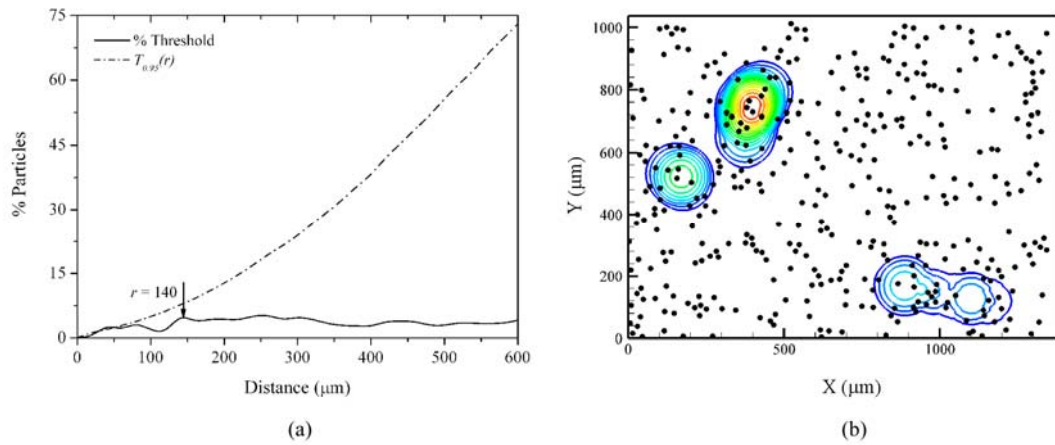 75
60
45
30
15
0
% Particles
% Threshold
T0.95(r)
r = 140
0 100 200 300 400 500 600
Distance (μm)
(a)
1000
800
600
400
200
0
Y (μm)
0 500 1000
X (μm)
(b)